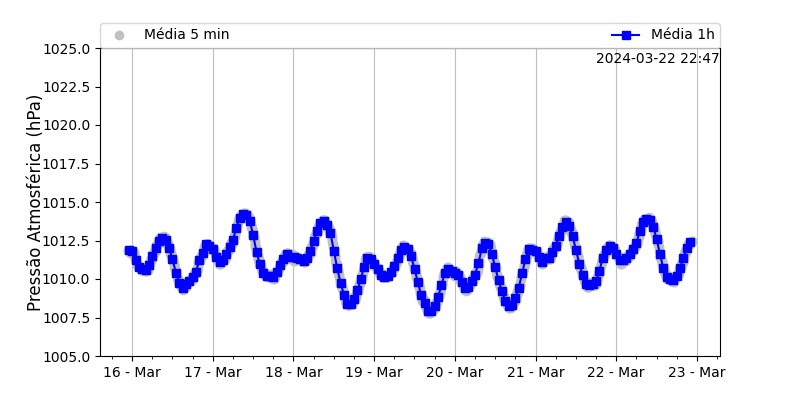 Média 5 min
Média 1h
2024-03-22 22:47
Pressão Atmosférica (hPa)
1025.0
1022.5
1020.0
1017.5
1015.0
1012.5
1010.0
1007.5
1005.0
16 - Mar
17 - Mar
18 - Mar
19 - Mar
20 - Mar
21 - Mar
22 - Mar
23 - Mar